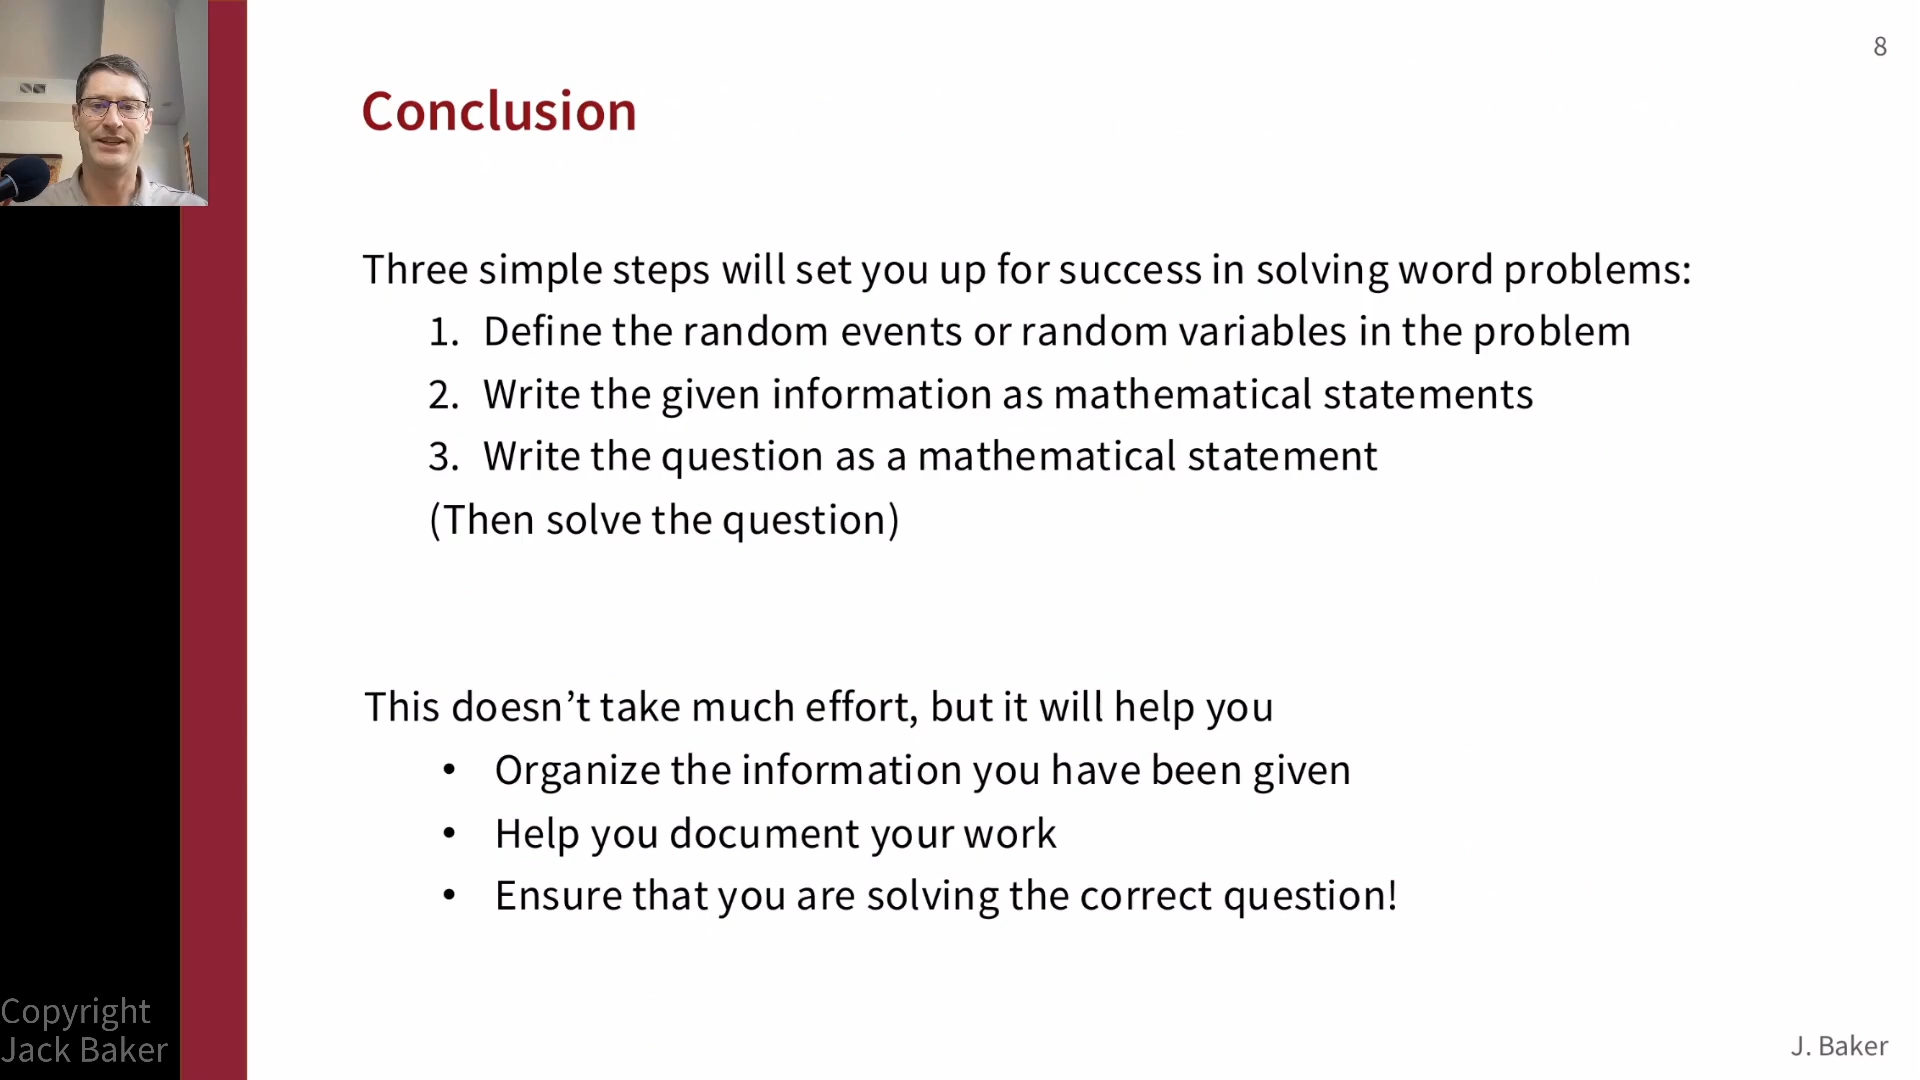 8
Conclusion
Three simple steps will set you up for success in solving word problems:
1. Define the random events or random variables in the problem
2. Write the given information as mathematical statements
3. Write the question as a mathematical statement
(Then solve the question)
This doesn’t take much effort, but it will help you
• Organize the information you have been given
• Help you document your work
• Ensure that you are solving the correct question!
Copyright
Jack Baker
J. Baker